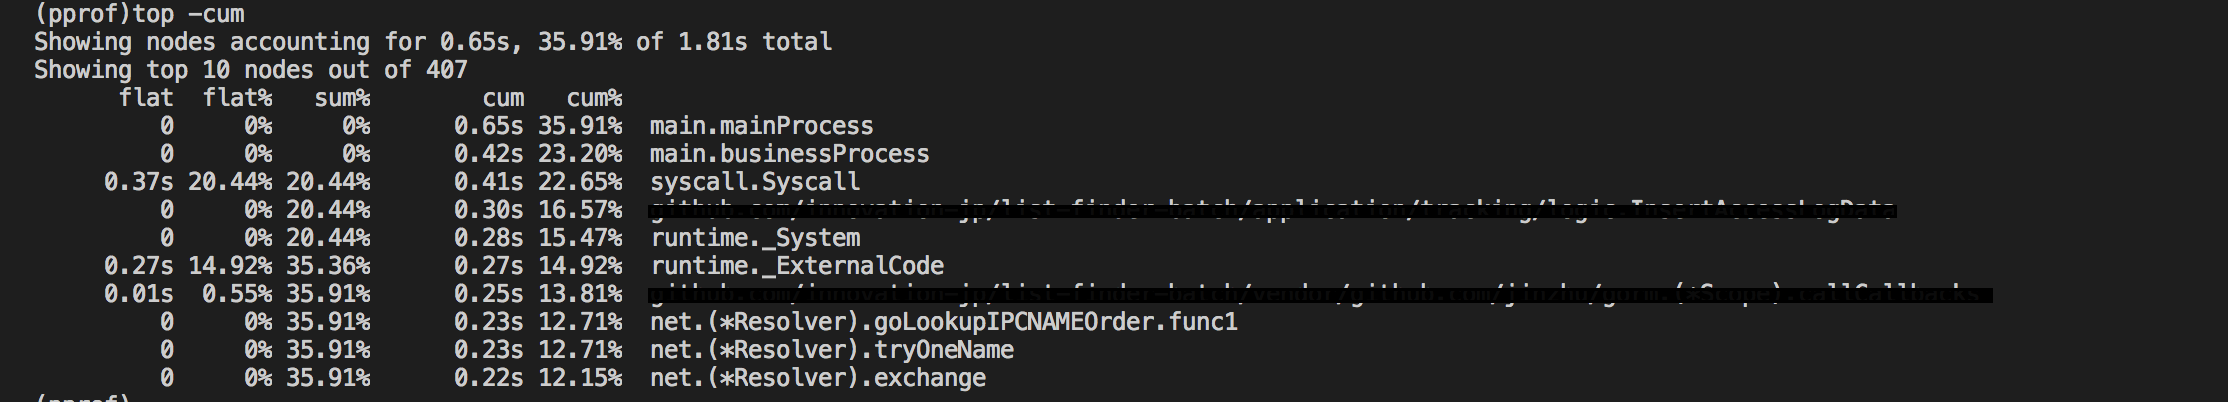 (pprof)top -cum
Showing nodes accounting for 0.65s, 35.91% of 1.81s total
Showing top 10 nodes out of 407
flat flat% sum% cum cum%
0 0% 0% 0.65s 35.91% main.mainProcess
0 0% 0% 0.42s 23.20% main.businessProcess
0.37s 20.44% 20.44% 0.41s 22.65% syscall.Syscall
0 0% 20.44% 0.30s 16.57%
0 0% 20.44% 0.28s 15.47% runtime._System
0.27s 14.92% 35.36% 0.27s 14.92% runtime._ExternalCode
0.01s 0.55% 35.91% 0.25s 13.81%
0 0% 35.91% 0.23s 12.71% net.(*Resolver).goLookupIPCNAMEOrder.func1
0 0% 35.91% 0.23s 12.71% net.(*Resolver).tryOneName
0 0% 35.91% 0.22s 12.15% net.(*Resolver).exchange
(pprof)